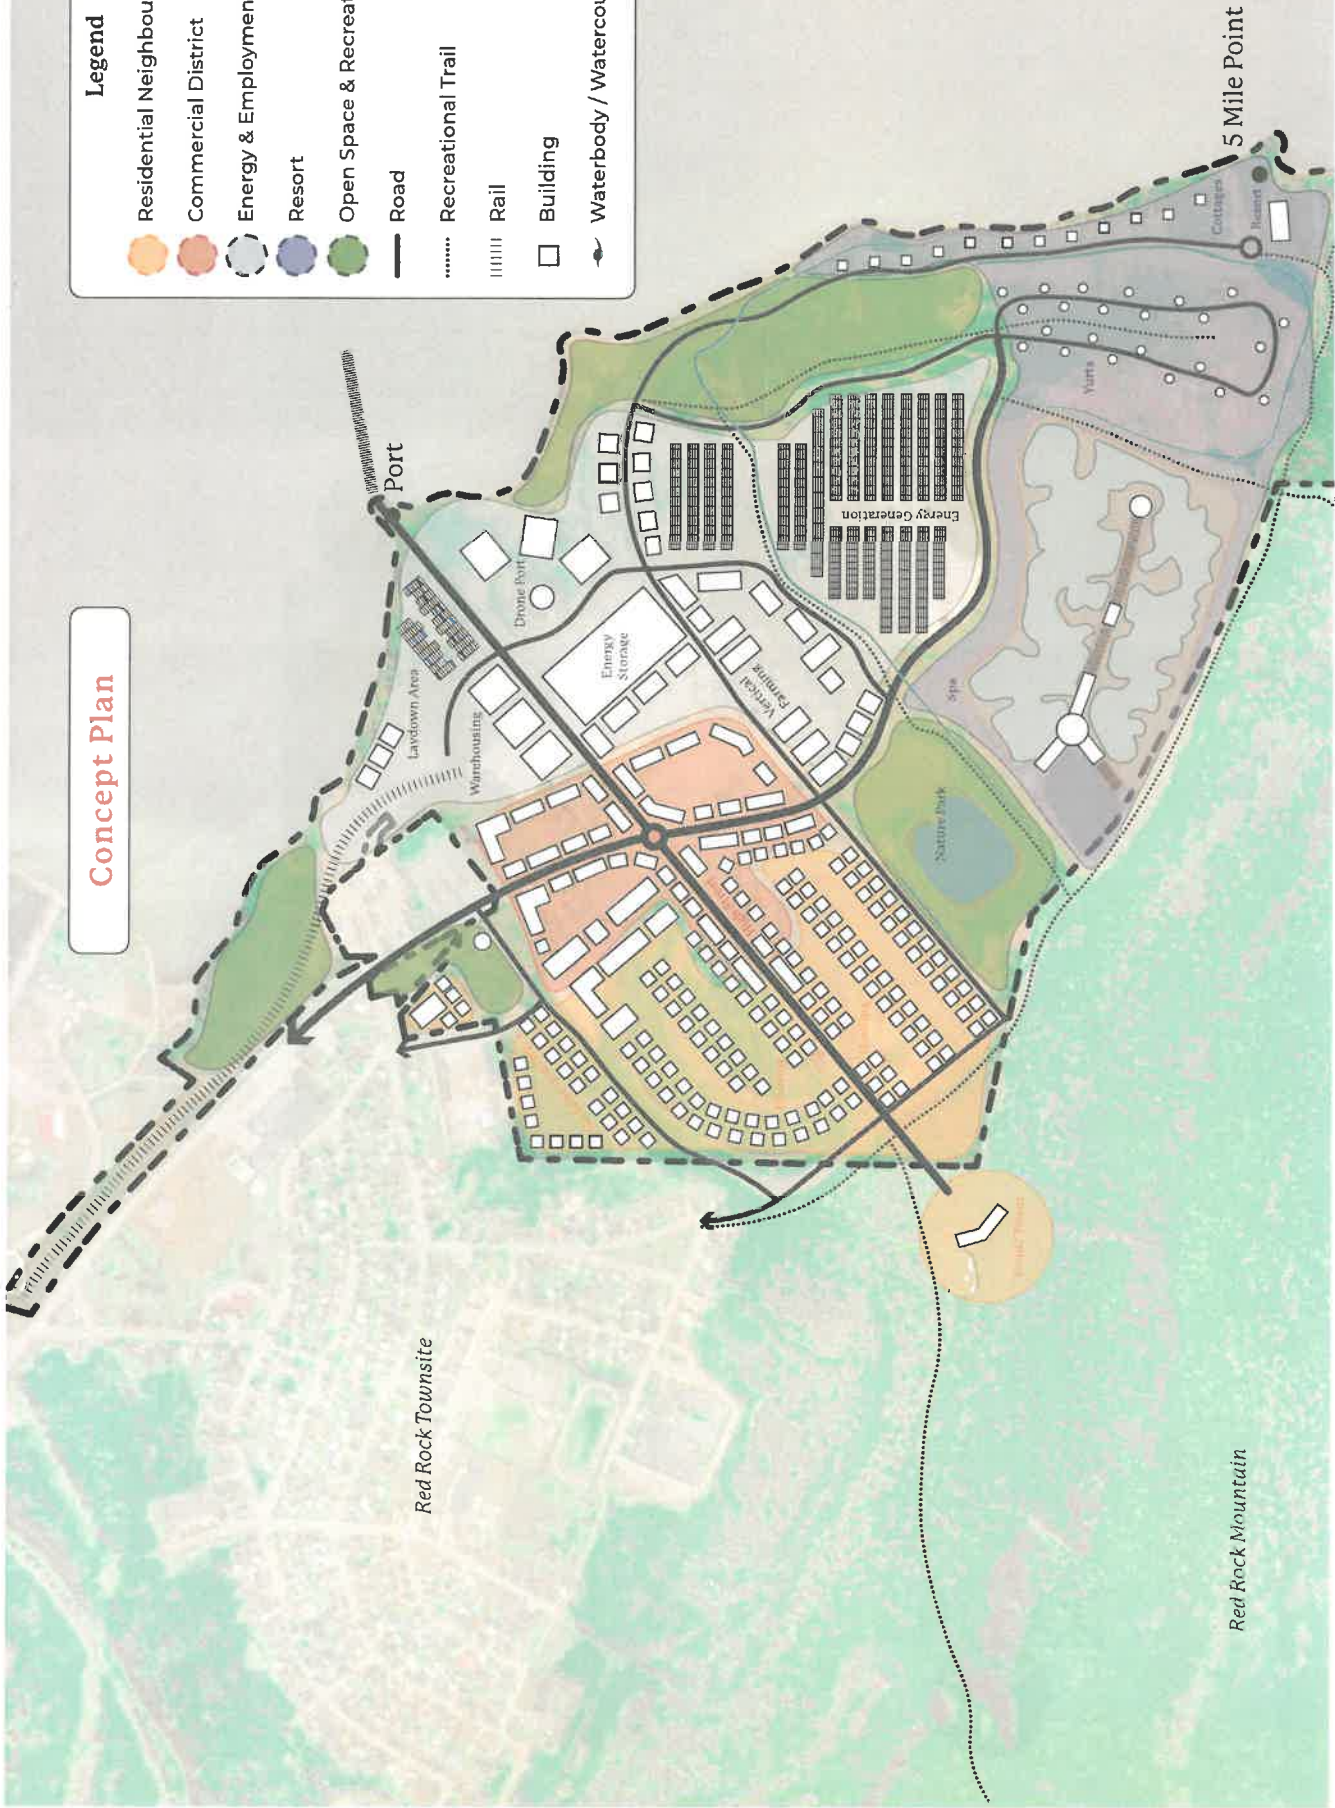 Concept Plan
Legend
Residential Neighbou
Commercial District
Energy & Employmen
Resort
Open Space & Recreat
Road
Recreational Trail
Rail
Building
Waterbody / Watercou
5 Mile Point
Port
Laydown Area
Warehousing
Drone Port
Energy
Storage
Vertical
Farming
Energy Generation
Cottages
Resort
Yurts
Spa
Nature Park
Red Rock Townsite
Red Rock Mountain